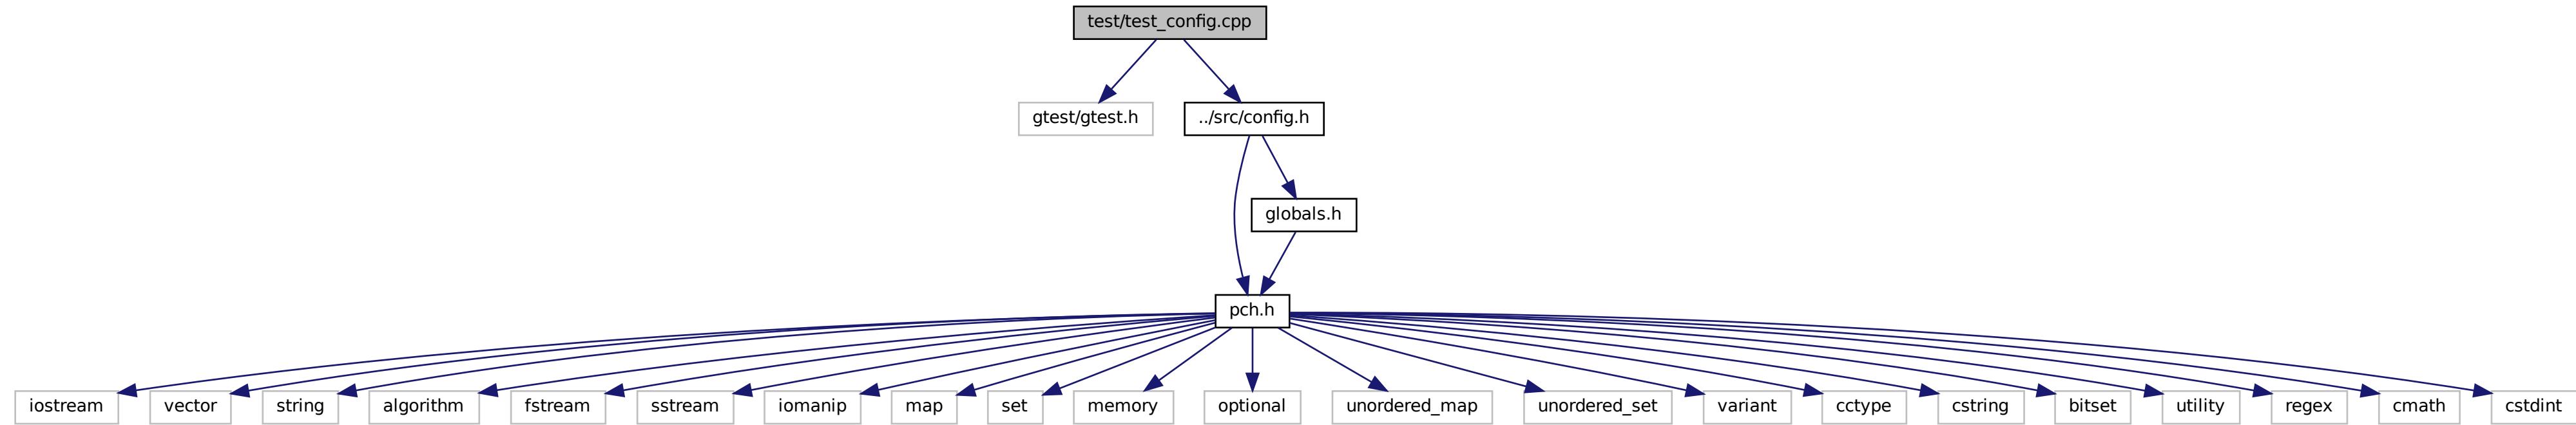 test/test_config.cpp
gtest/gtest.h
../src/config.h
globals.h
pch.h
iostream
vector
string
algorithm
fstream
sstream
iomanip
map
set
memory
optional
unordered_map
unordered_set
variant
cctype
cstring
bitset
utility
regex
cmath
cstdint